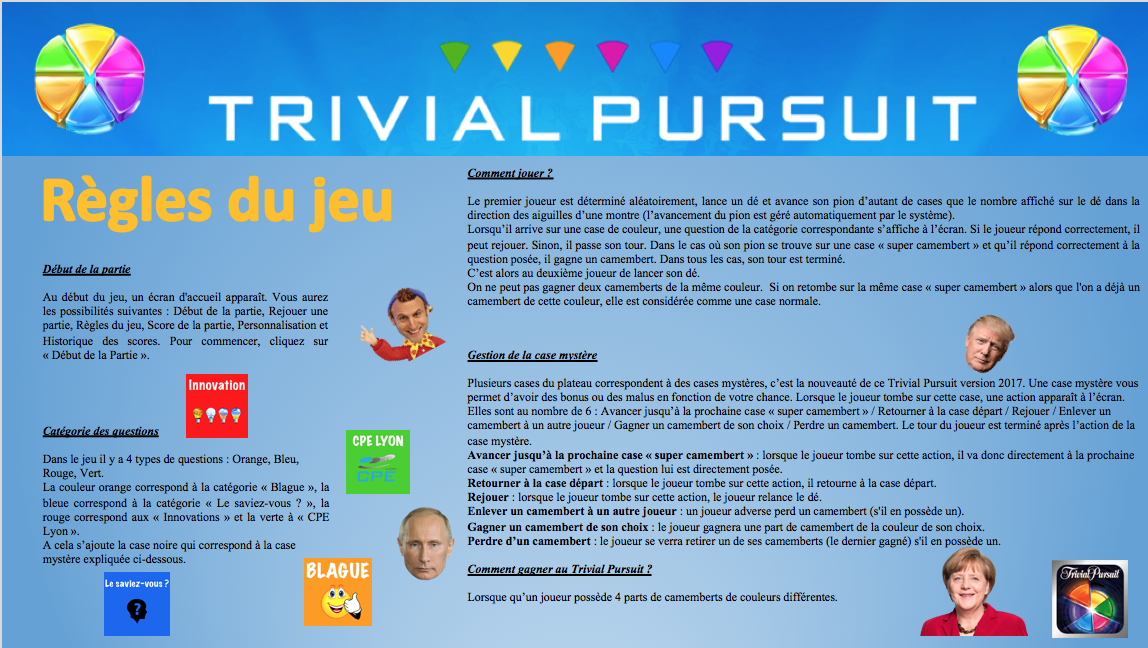 TRIVIAL PURSUIT
Règles du jeu
Début de la partie
Au début du jeu, un écran d'accueil apparaît. Vous aurez
les possibilités suivantes : Début de la partie, Rejouer une
partie, Règles du jeu, Score de la partie, Personnalisation et
Historique des scores. Pour commencer, cliquez sur
« Début de la Partie ».
Innovation
Catégorie des questions
CPE LYON
CPE
Dans le jeu il y a 4 types de questions : Orange, Bleu,
Rouge, Vert.
La couleur orange correspond à la catégorie « Blague », la
bleue correspond à la catégorie « Le saviez-vous ? », la
rouge correspond aux « Innovations » et la verte à « CPE
Lyon ».
A cela s'ajoute la case noire qui correspond à la case
mystère expliquée ci-dessous.
Le saviez-vous ?
?
BLAGUE
Comment jouer ?
Le premier joueur est déterminé aléatoirement, lance un dé et avance son pion d'autant de cases que le nombre affiché sur le dé dans la
direction des aiguilles d'une montre (l'avancement du pion est géré automatiquement par le système).
Lorsqu'il arrive sur une case de couleur, une question de la catégorie correspondante s'affiche à l'écran. Si le joueur répond correctement, il
peut rejouer. Sinon, il passe son tour. Dans le cas où son pion se trouve sur une case « super camembert » et qu'il répond correctement à la
question posée, il gagne un camembert. Dans tous les cas, son tour est terminé.
C'est alors au deuxième joueur de lancer son dé.
On ne peut pas gagner deux camemberts de la même couleur. Si on retombe sur la même case « super camembert » alors que l'on a déjà un
camembert de cette couleur, elle est considérée comme une case normale.
Gestion de la case mystère
Plusieurs cases du plateau correspondent à des cases mystères, c'est la nouveauté de ce Trivial Pursuit version 2017. Une case mystère vous
permet d'avoir des bonus ou des malus en fonction de votre chance. Lorsque le joueur tombe sur cette case, une action apparaît à l'écran.
Elles sont au nombre de 6 : Avancer jusqu'à la prochaine case « super camembert » / Retourner à la case départ / Rejouer / Enlever un
camembert à un autre joueur / Gagner un camembert de son choix / Perdre un camembert. Le tour du joueur est terminé après l'action de la
case mystère.
Avancer jusqu'à la prochaine case « super camembert » : lorsque le joueur tombe sur cette action, il va donc directement à la prochaine
case « super camembert » et la question lui est directement posée.
Retourner à la case départ : lorsque le joueur tombe sur cette action, il retourne à la case départ.
Rejouer : lorsque le joueur tombe sur cette action, le joueur relance le dé.
Enlever un camembert à un autre joueur : un joueur adverse perd un camembert (s'il en possède un).
Gagner un camembert de son choix : le joueur gagnera une part de camembert de la couleur de son choix.
Perdre d'un camembert : le joueur se verra retirer un de ses camemberts (le dernier gagné) s'il en possède un.
Comment gagner au Trivial Pursuit ?
Lorsque qu'un joueur possède 4 parts de camemberts de couleurs différentes.
Trivial Pursuit